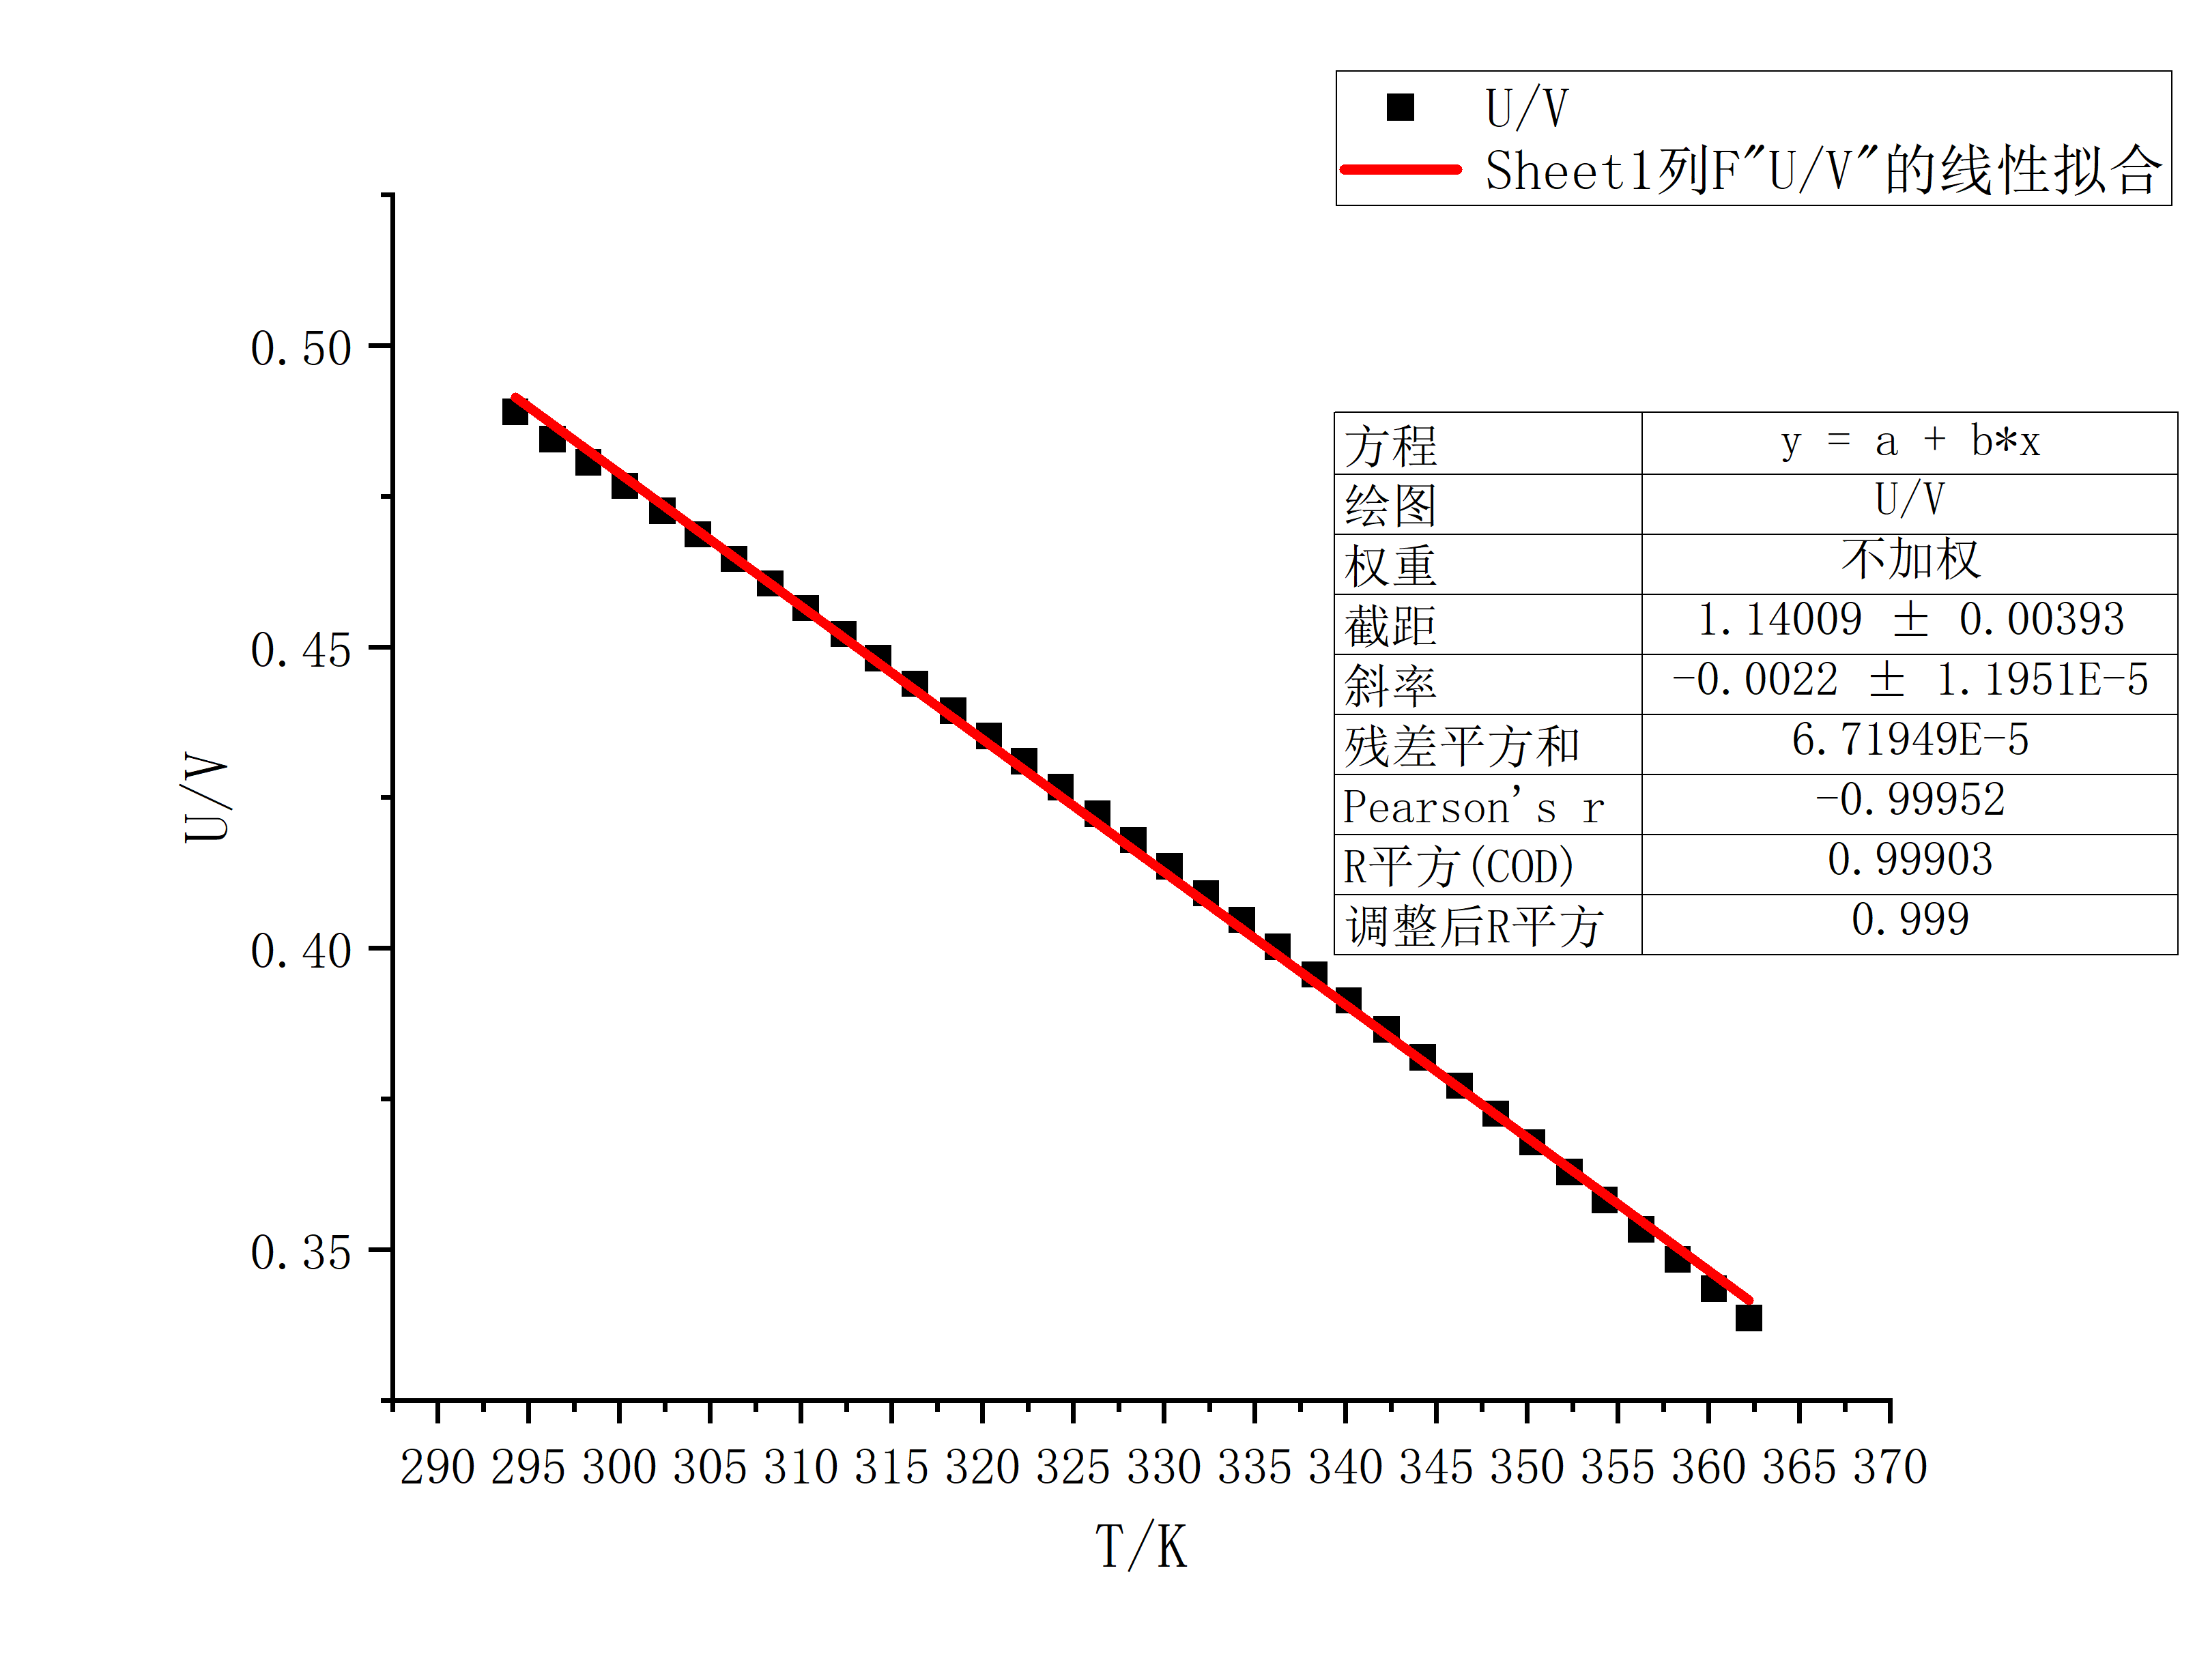 U/V
Sheet1列F"U/V"的线性拟合
0.50
0.45
0.40
0.35
U/V
方程 y = a + b*x
绘图 U/V
权重 不加权
截距 1.14009 ± 0.00393
斜率 -0.0022 ± 1.1951E-5
残差平方和 6.71949E-5
Pearson's r -0.99952
R平方(COD) 0.99903
调整后R平方 0.999
290 295 300 305 310 315 320 325 330 335 340 345 350 355 360 365 370
T/K